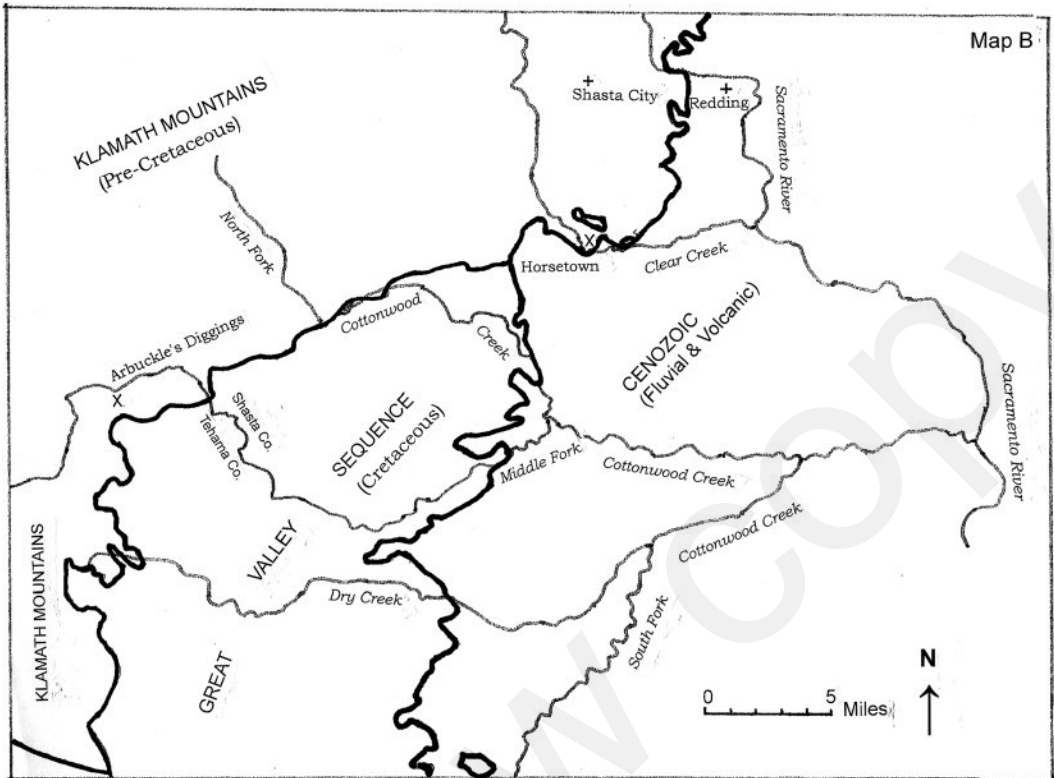 Map B
Shasta City
Redding
Sacramento River
KLAMATH MOUNTAINS
(Pre-Cretaceous)
North Fork
X
Horsetown
Clear Creek
Cottonwood
Creek
CENOZOIC
(Fluvial & Volcanic)
Arbuckle's Diggings
X
Shasta Co.
Tehama Co.
SEQUENCE
(Cretaceous)
Middle Fork
Cottonwood Creek
Sacramento River
Cottonwood Creek
VALLEY
KLAMATH MOUNTAINS
Dry Creek
South Fork
GREAT
N
0 5 Miles
w copy